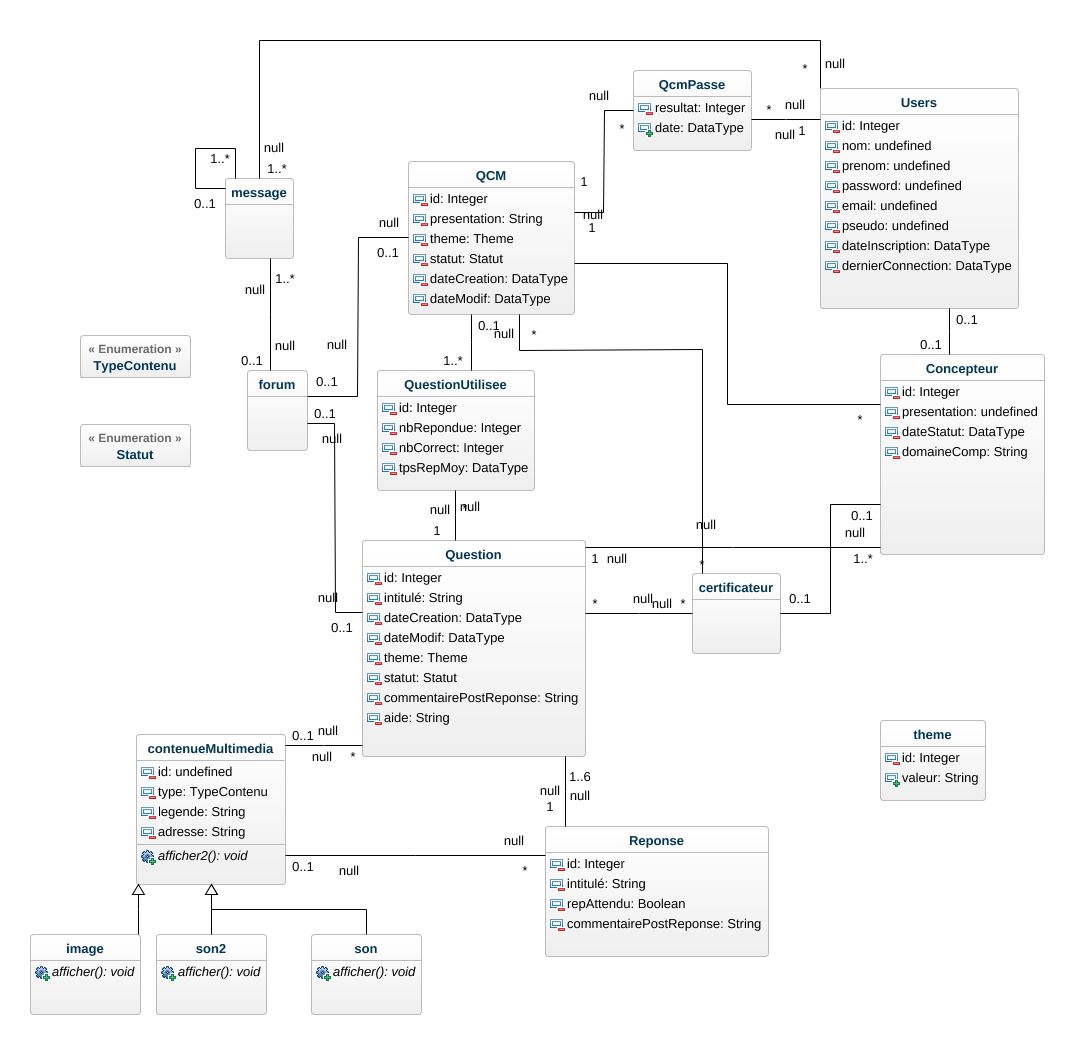 *
null
QcmPasse
resultat: Integer
date: DataType
null
*
*
null
null
1
Users
id: Integer
nom: undefined
prenom: undefined
password: undefined
email: undefined
pseudo: undefined
dateInscription: DataType
dernierConnection: DataType
null
1..*
1..*
0..1
message
QCM
id: Integer
presentation: String
theme: Theme
statut: Statut
dateCreation: DataType
dateModif: DataType
1
null
1
null
0..1
null
1..*
null
0..1
0..1
null
*
1..*
0..1
0..1
« Enumeration »
TypeContenu
« Enumeration »
Statut
forum
null
0..1
0..1
null
QuestionUtilisee
id: Integer
nbRepondue: Integer
nbCorrect: Integer
tpsRepMoy: DataType
Concepteur
id: Integer
presentation: undefined
dateStatut: DataType
domaineComp: String
*
null
*
null
1
null
0..1
null
1..*
1
null
Question
id: Integer
intitulé: String
dateCreation: DataType
dateModif: DataType
theme: Theme
statut: Statut
commentairePostReponse: String
aide: String
null
0..1
*
certificateur
0..1
*
null
null
*
theme
id: Integer
valeur: String
0..1
null
null
*
contenueMultimedia
id: undefined
type: TypeContenu
legende: String
adresse: String
afficher2(): void
1..6
null
null
1
null
0..1
null
*
Reponse
id: Integer
intitulé: String
repAttendu: Boolean
commentairePostReponse: String
image
afficher(): void
son2
afficher(): void
son
afficher(): void